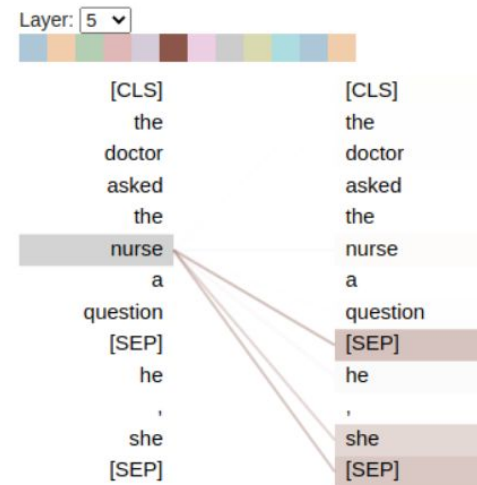 Layer: 5
[CLS] [CLS]
the the
doctor doctor
asked asked
the the
nurse nurse
a a
question question
[SEP] [SEP]
he he
, ,
she she
[SEP] [SEP]